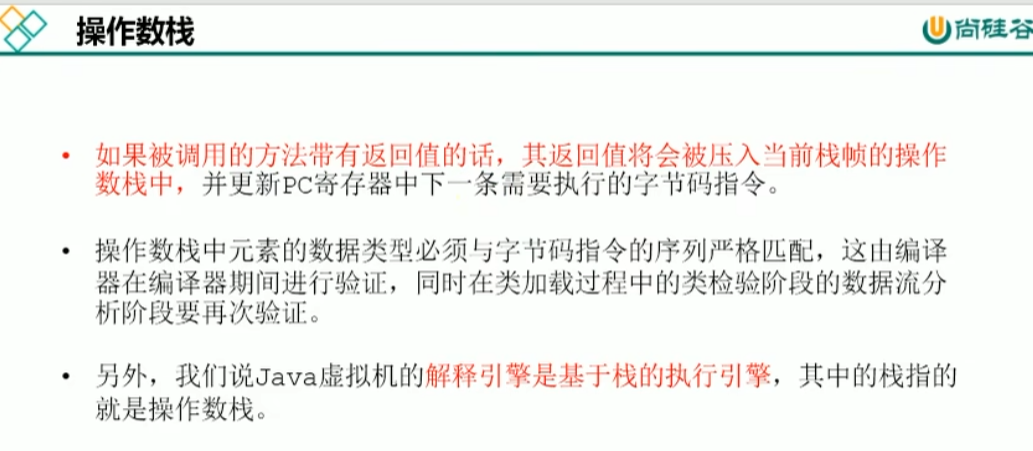 操作数栈
尚硅谷
• 如果被调用的方法带有返回值的话，其返回值将会被压入当前栈帧的操作
数栈中，并更新PC寄存器中下一条需要执行的字节码指令。
• 操作数栈中元素的数据类型必须与字节码指令的序列严格匹配，这由编译
器在编译器期间进行验证，同时在类加载过程中的类检验阶段的数据流分
析阶段要再次验证。
• 另外，我们说Java虚拟机的解释引擎是基于栈的执行引擎，其中的栈指的
就是操作数栈。